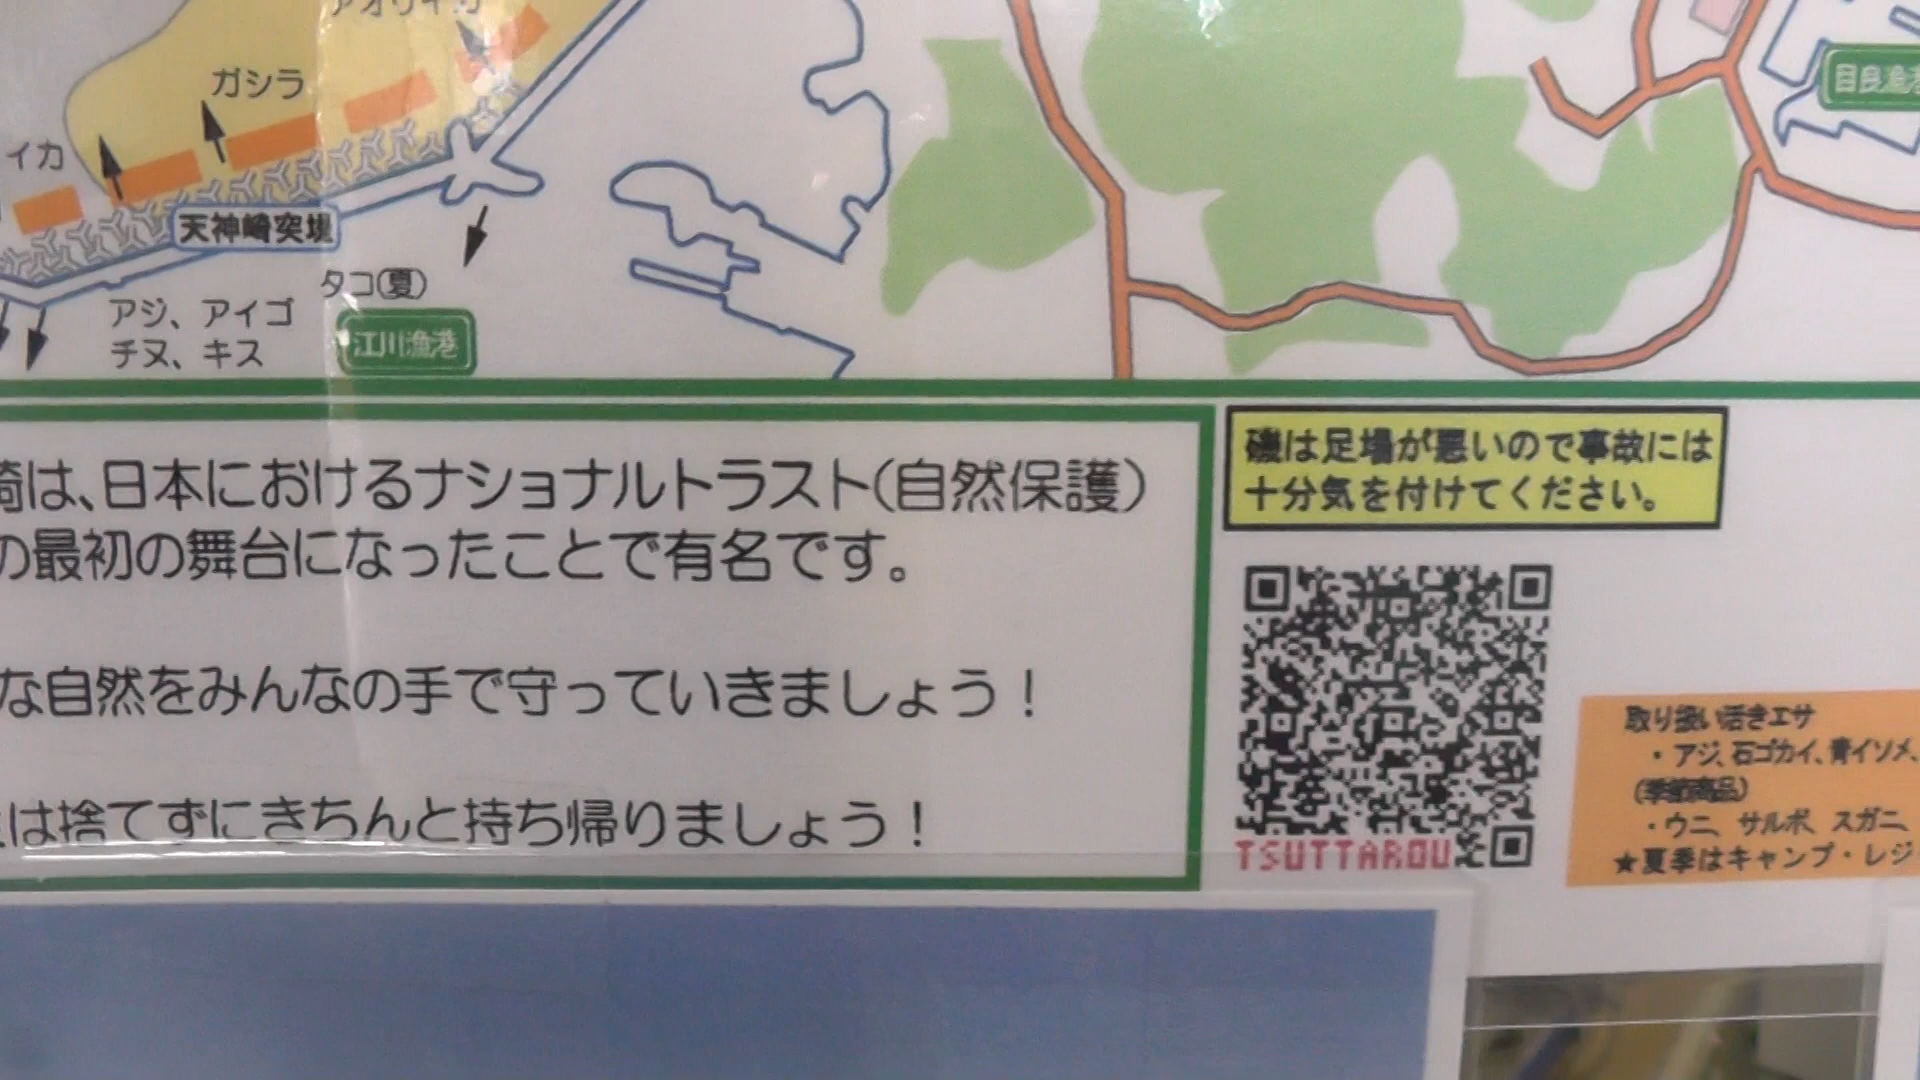 アオリイカ
ガシラ
イカ
天神崎突堤
タコ(夏)
アジ、アイゴ
チヌ、キス
江川漁港
目良漁港
崎は、日本におけるナショナルトラスト(自然保護)
の最初の舞台になったことで有名です。
な自然をみんなの手で守っていきましょう!
は捨てずにきちんと持ち帰りましょう!
磯は足場が悪いので事故には
十分気を付けてください。
TSUTTAROU
取り扱い活きエサ
・アジ、石ゴカイ、青イソメ、
(季節商品)
・ウニ、サルボ、スガニ、
★夏季はキャンプ・レジ